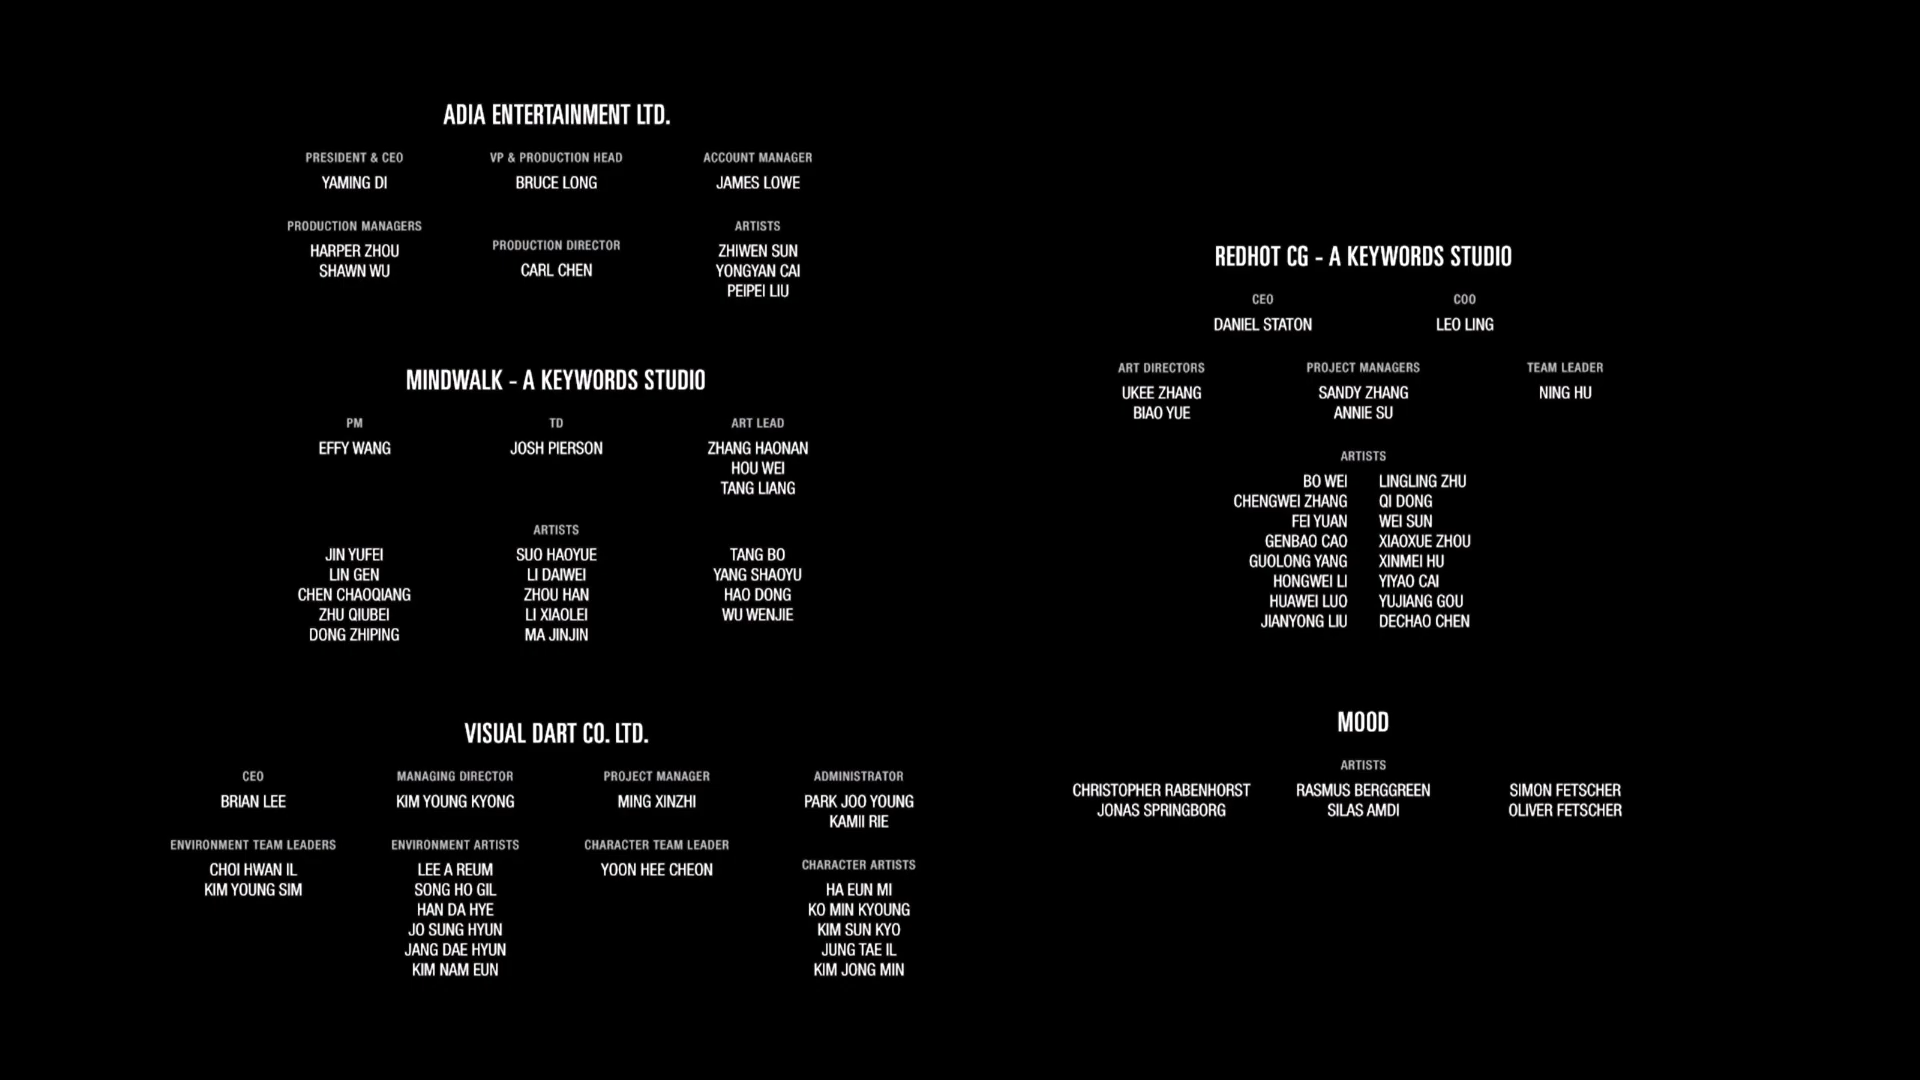 ADIA ENTERTAINMENT LTD.
PRESIDENT & CEO
YAMING DI
VP & PRODUCTION HEAD
BRUCE LONG
ACCOUNT MANAGER
JAMES LOWE
PRODUCTION MANAGERS
HARPER ZHOU
SHAWN WU
PRODUCTION DIRECTOR
CARL CHEN
ARTISTS
ZHIWEN SUN
YONGYAN CAI
PEIPEI LIU
MINDWALK - A KEYWORDS STUDIO
PM
EFFY WANG
TD
JOSH PIERSON
ART LEAD
ZHANG HAONAN
HOU WEI
TANG LIANG
ARTISTS
JIN YUFEI
LIN GEN
CHEN CHAOQIANG
ZHU QIUBEI
DONG ZHIPING
SUO HAOYUE
LI DAIWEI
ZHOU HAN
LI XIAOLEI
MA JINJIN
TANG BO
YANG SHAOYU
HAO DONG
WU WENJIE
VISUAL DART CO. LTD.
CEO
BRIAN LEE
MANAGING DIRECTOR
KIM YOUNG KYONG
PROJECT MANAGER
MING XINZHI
ADMINISTRATOR
PARK JOO YOUNG
KAMII RIE
ENVIRONMENT TEAM LEADERS
CHOI HWAN IL
KIM YOUNG SIM
ENVIRONMENT ARTISTS
LEE A REUM
SONG HO GIL
HAN DA HYE
JO SUNG HYUN
JANG DAE HYUN
KIM NAM EUN
CHARACTER TEAM LEADER
YOON HEE CHEON
CHARACTER ARTISTS
HA EUN MI
KO MIN KYOUNG
KIM SUN KYO
JUNG TAE IL
KIM JONG MIN
REDHOT CG - A KEYWORDS STUDIO
CEO
DANIEL STATON
COO
LEO LING
ART DIRECTORS
UKEE ZHANG
BIAO YUE
PROJECT MANAGERS
SANDY ZHANG
ANNIE SU
TEAM LEADER
NING HU
ARTISTS
BO WEI
CHENGWEI ZHANG
FEI YUAN
GENBAO CAO
GUOLONG YANG
HONGWEI LI
HUAWEI LUO
JIANYONG LIU
LINGLING ZHU
QI DONG
WEI SUN
XIAOXUE ZHOU
XINMEI HU
YIYAO CAI
YUJIANG GOU
DECHAO CHEN
MOOD
ARTISTS
CHRISTOPHER RABENHORST
JONAS SPRINGBORG
RASMUS BERGGREEN
SILAS AMDI
SIMON FETSCHER
OLIVER FETSCHER